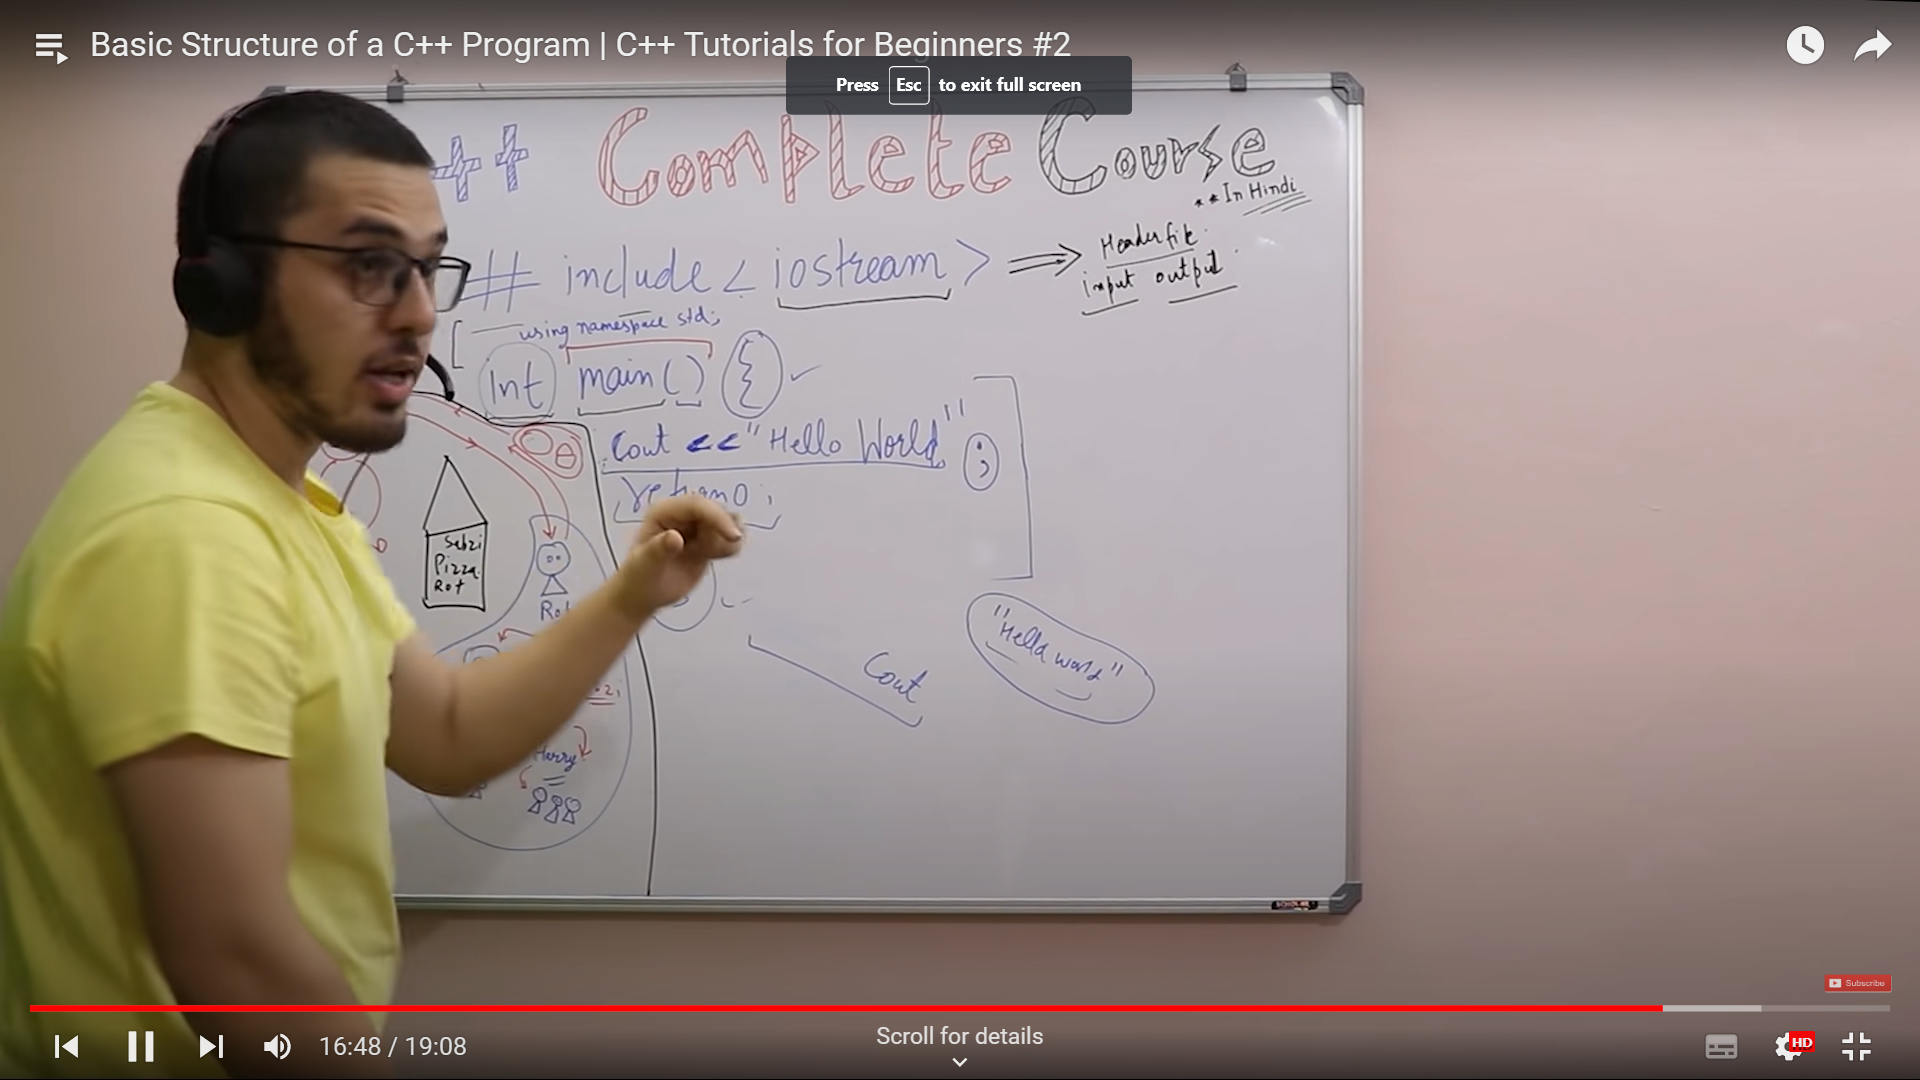 Basic Structure of a C++ Program | C++ Tutorials for Beginners #2
Press Esc to exit full screen
++ Complete Course
**In Hindi
# include < iostream > ⇒ Header file
input output
using namespace std;
Int main() {
Cout << "Hello World" ;
return 0;
Sabzi
Pizza
Rot
Rot
"Hello World"
Cout
Harry
Subscribe
Scroll for details
16:48 / 19:08
HD